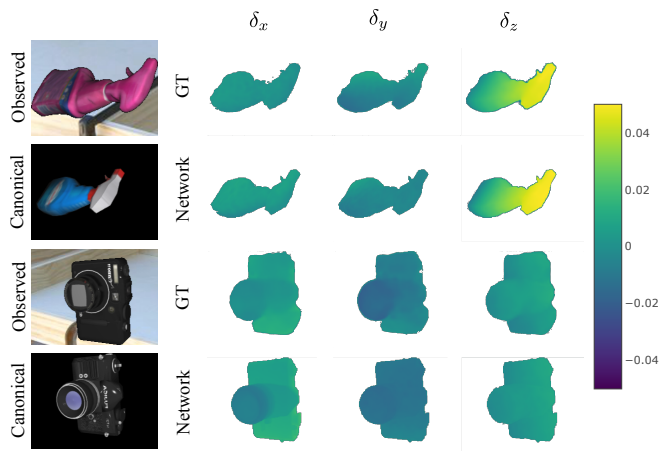 δx δy δz
Observed
GT
Canonical
Network
Observed
GT
Canonical
Network
0.04
0.02
0
−0.02
−0.04